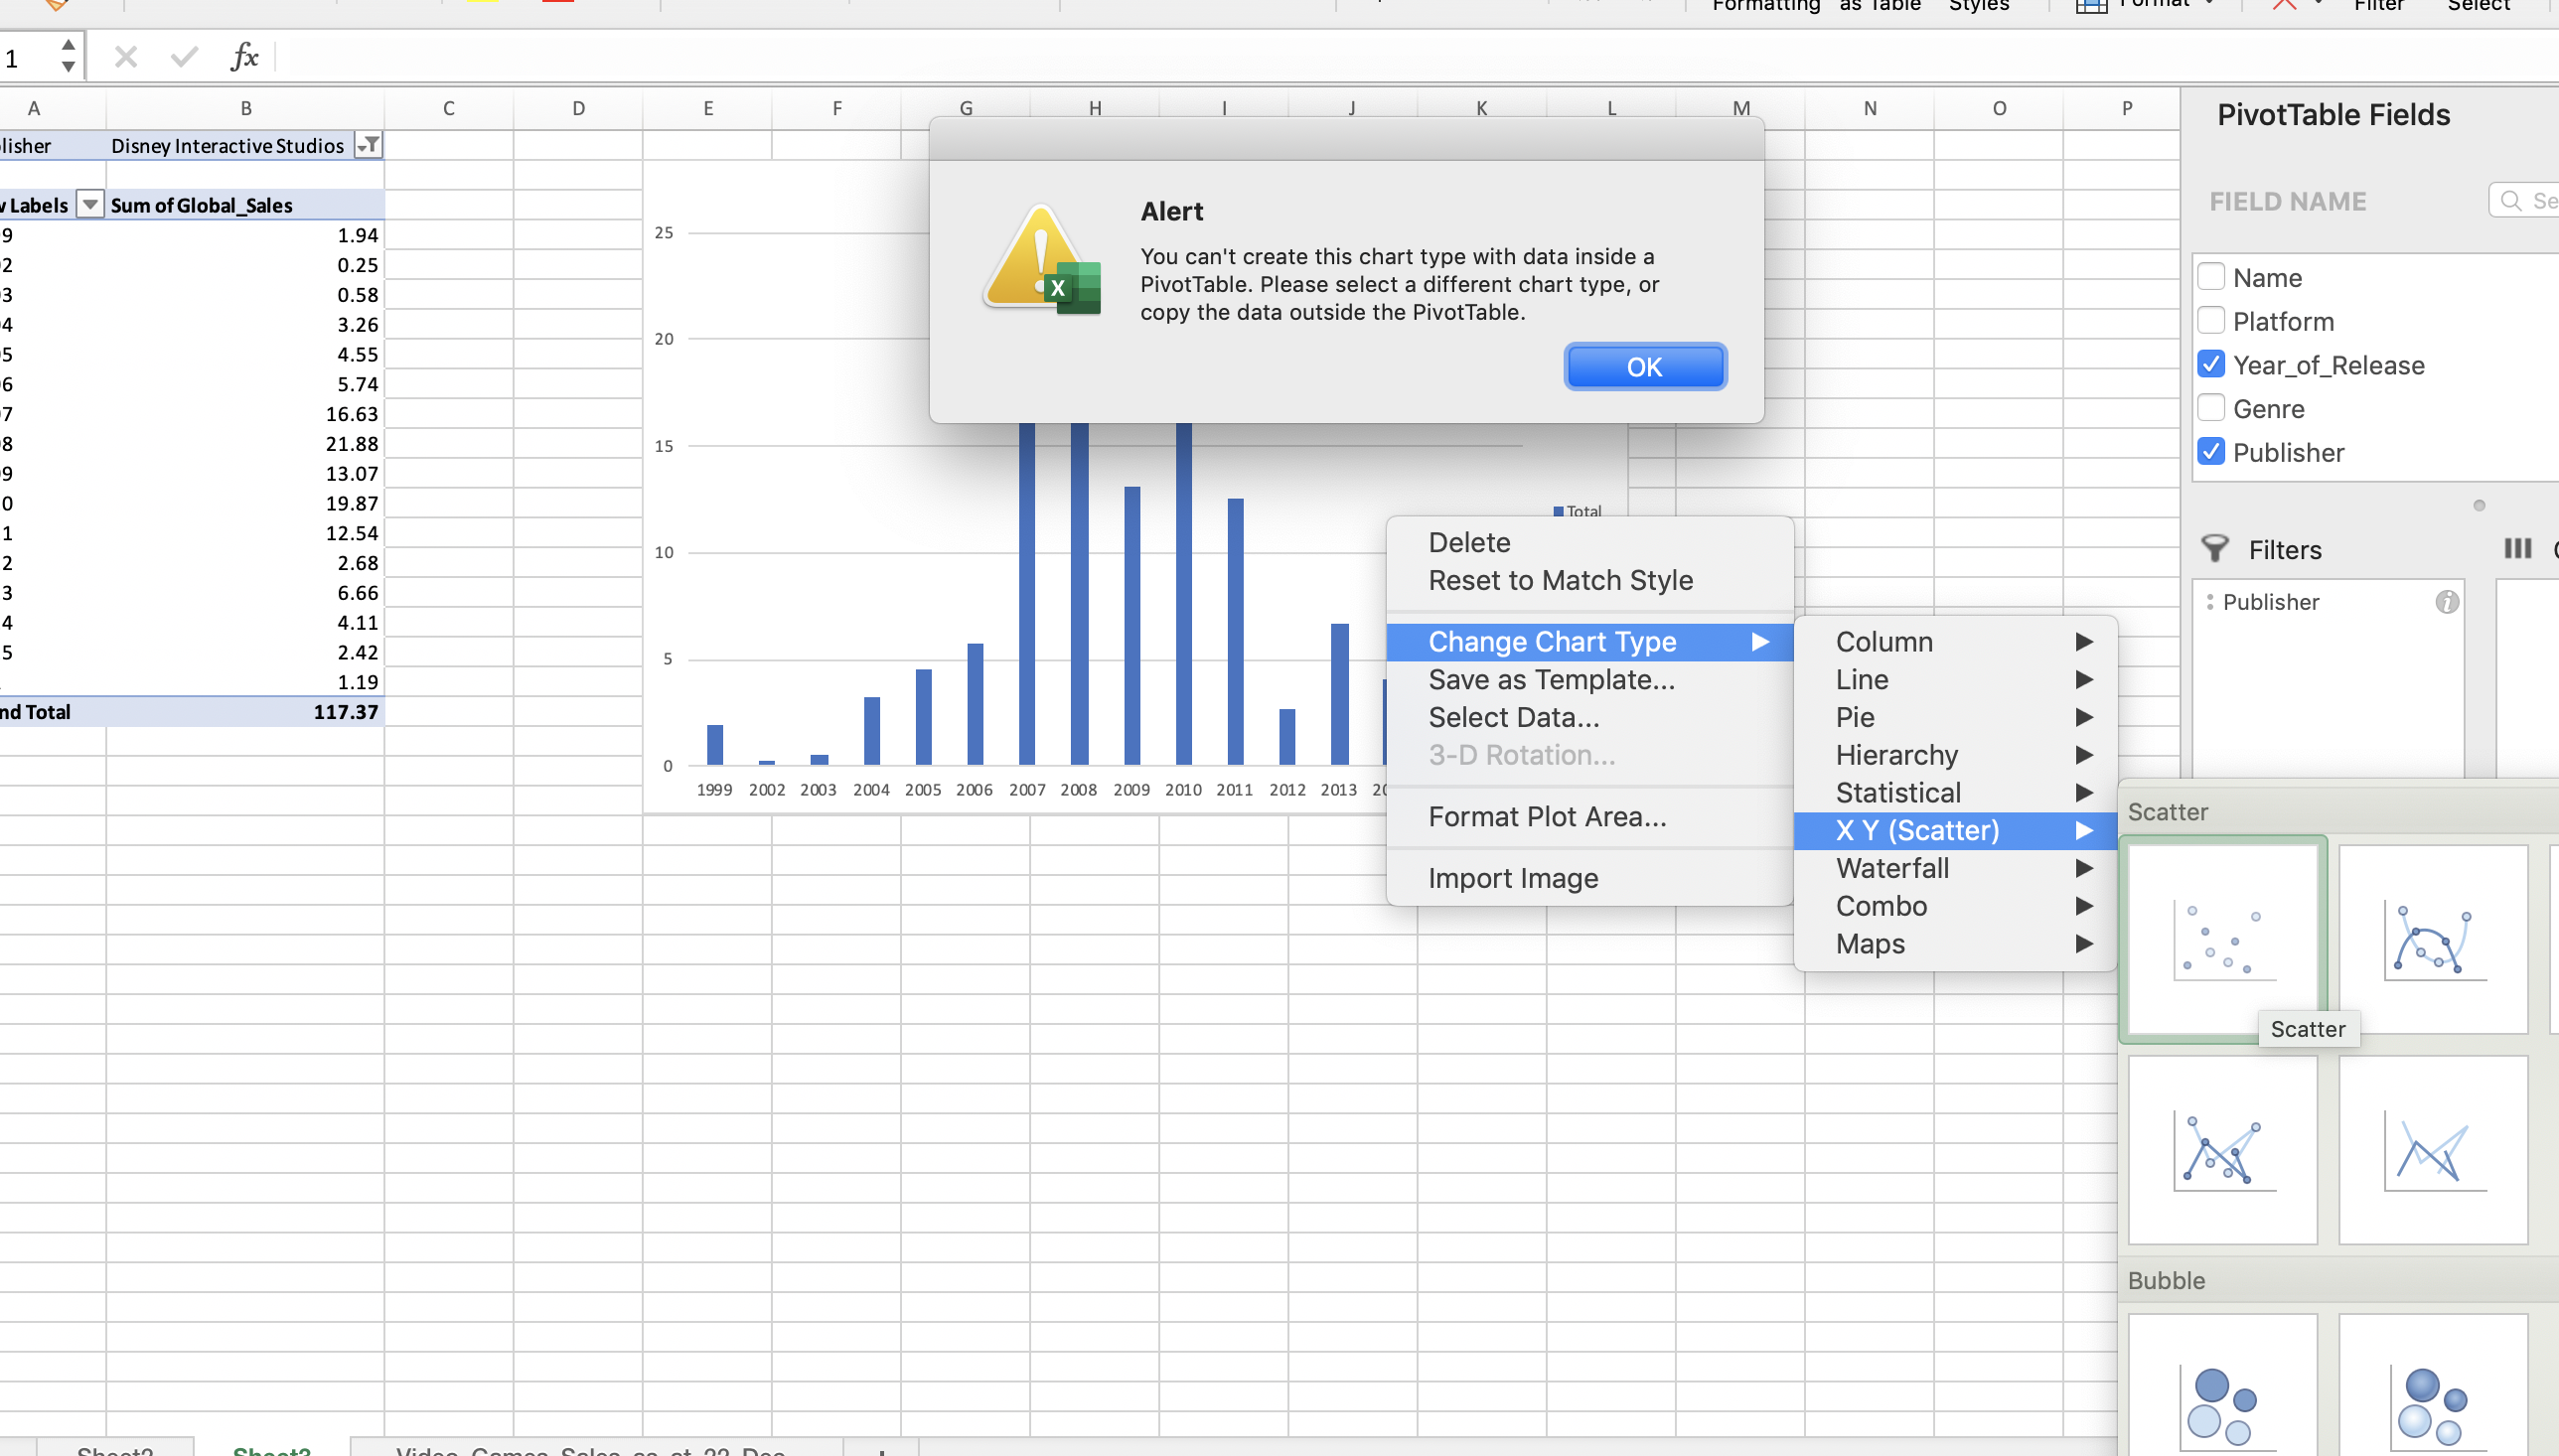 Formatting as Table Styles
Format
Filter Select
1
fx
A B C D E F G H I J K L M N O P
lisher Disney Interactive Studios
Labels Sum of Global_Sales
9 1.94
2 0.25
3 0.58
4 3.26
5 4.55
6 5.74
7 16.63
8 21.88
9 13.07
0 19.87
1 12.54
2 2.68
3 6.66
4 4.11
5 2.42
1.19
nd Total 117.37
25
20
15
10
5
0
1999 2002 2003 2004 2005 2006 2007 2008 2009 2010 2011 2012 2013
Total
Alert
You can't create this chart type with data inside a
PivotTable. Please select a different chart type, or
copy the data outside the PivotTable.
OK
Delete
Reset to Match Style
Change Chart Type
Save as Template...
Select Data...
3-D Rotation...
Format Plot Area...
Import Image
Column
Line
Pie
Hierarchy
Statistical
X Y (Scatter)
Waterfall
Combo
Maps
Scatter
Scatter
Bubble
PivotTable Fields
FIELD NAME
Se
Name
Platform
Year_of_Release
Genre
Publisher
Filters
Publisher
Sheet2 Sheet3 Video_Games_Sales_as_at_22_Dec